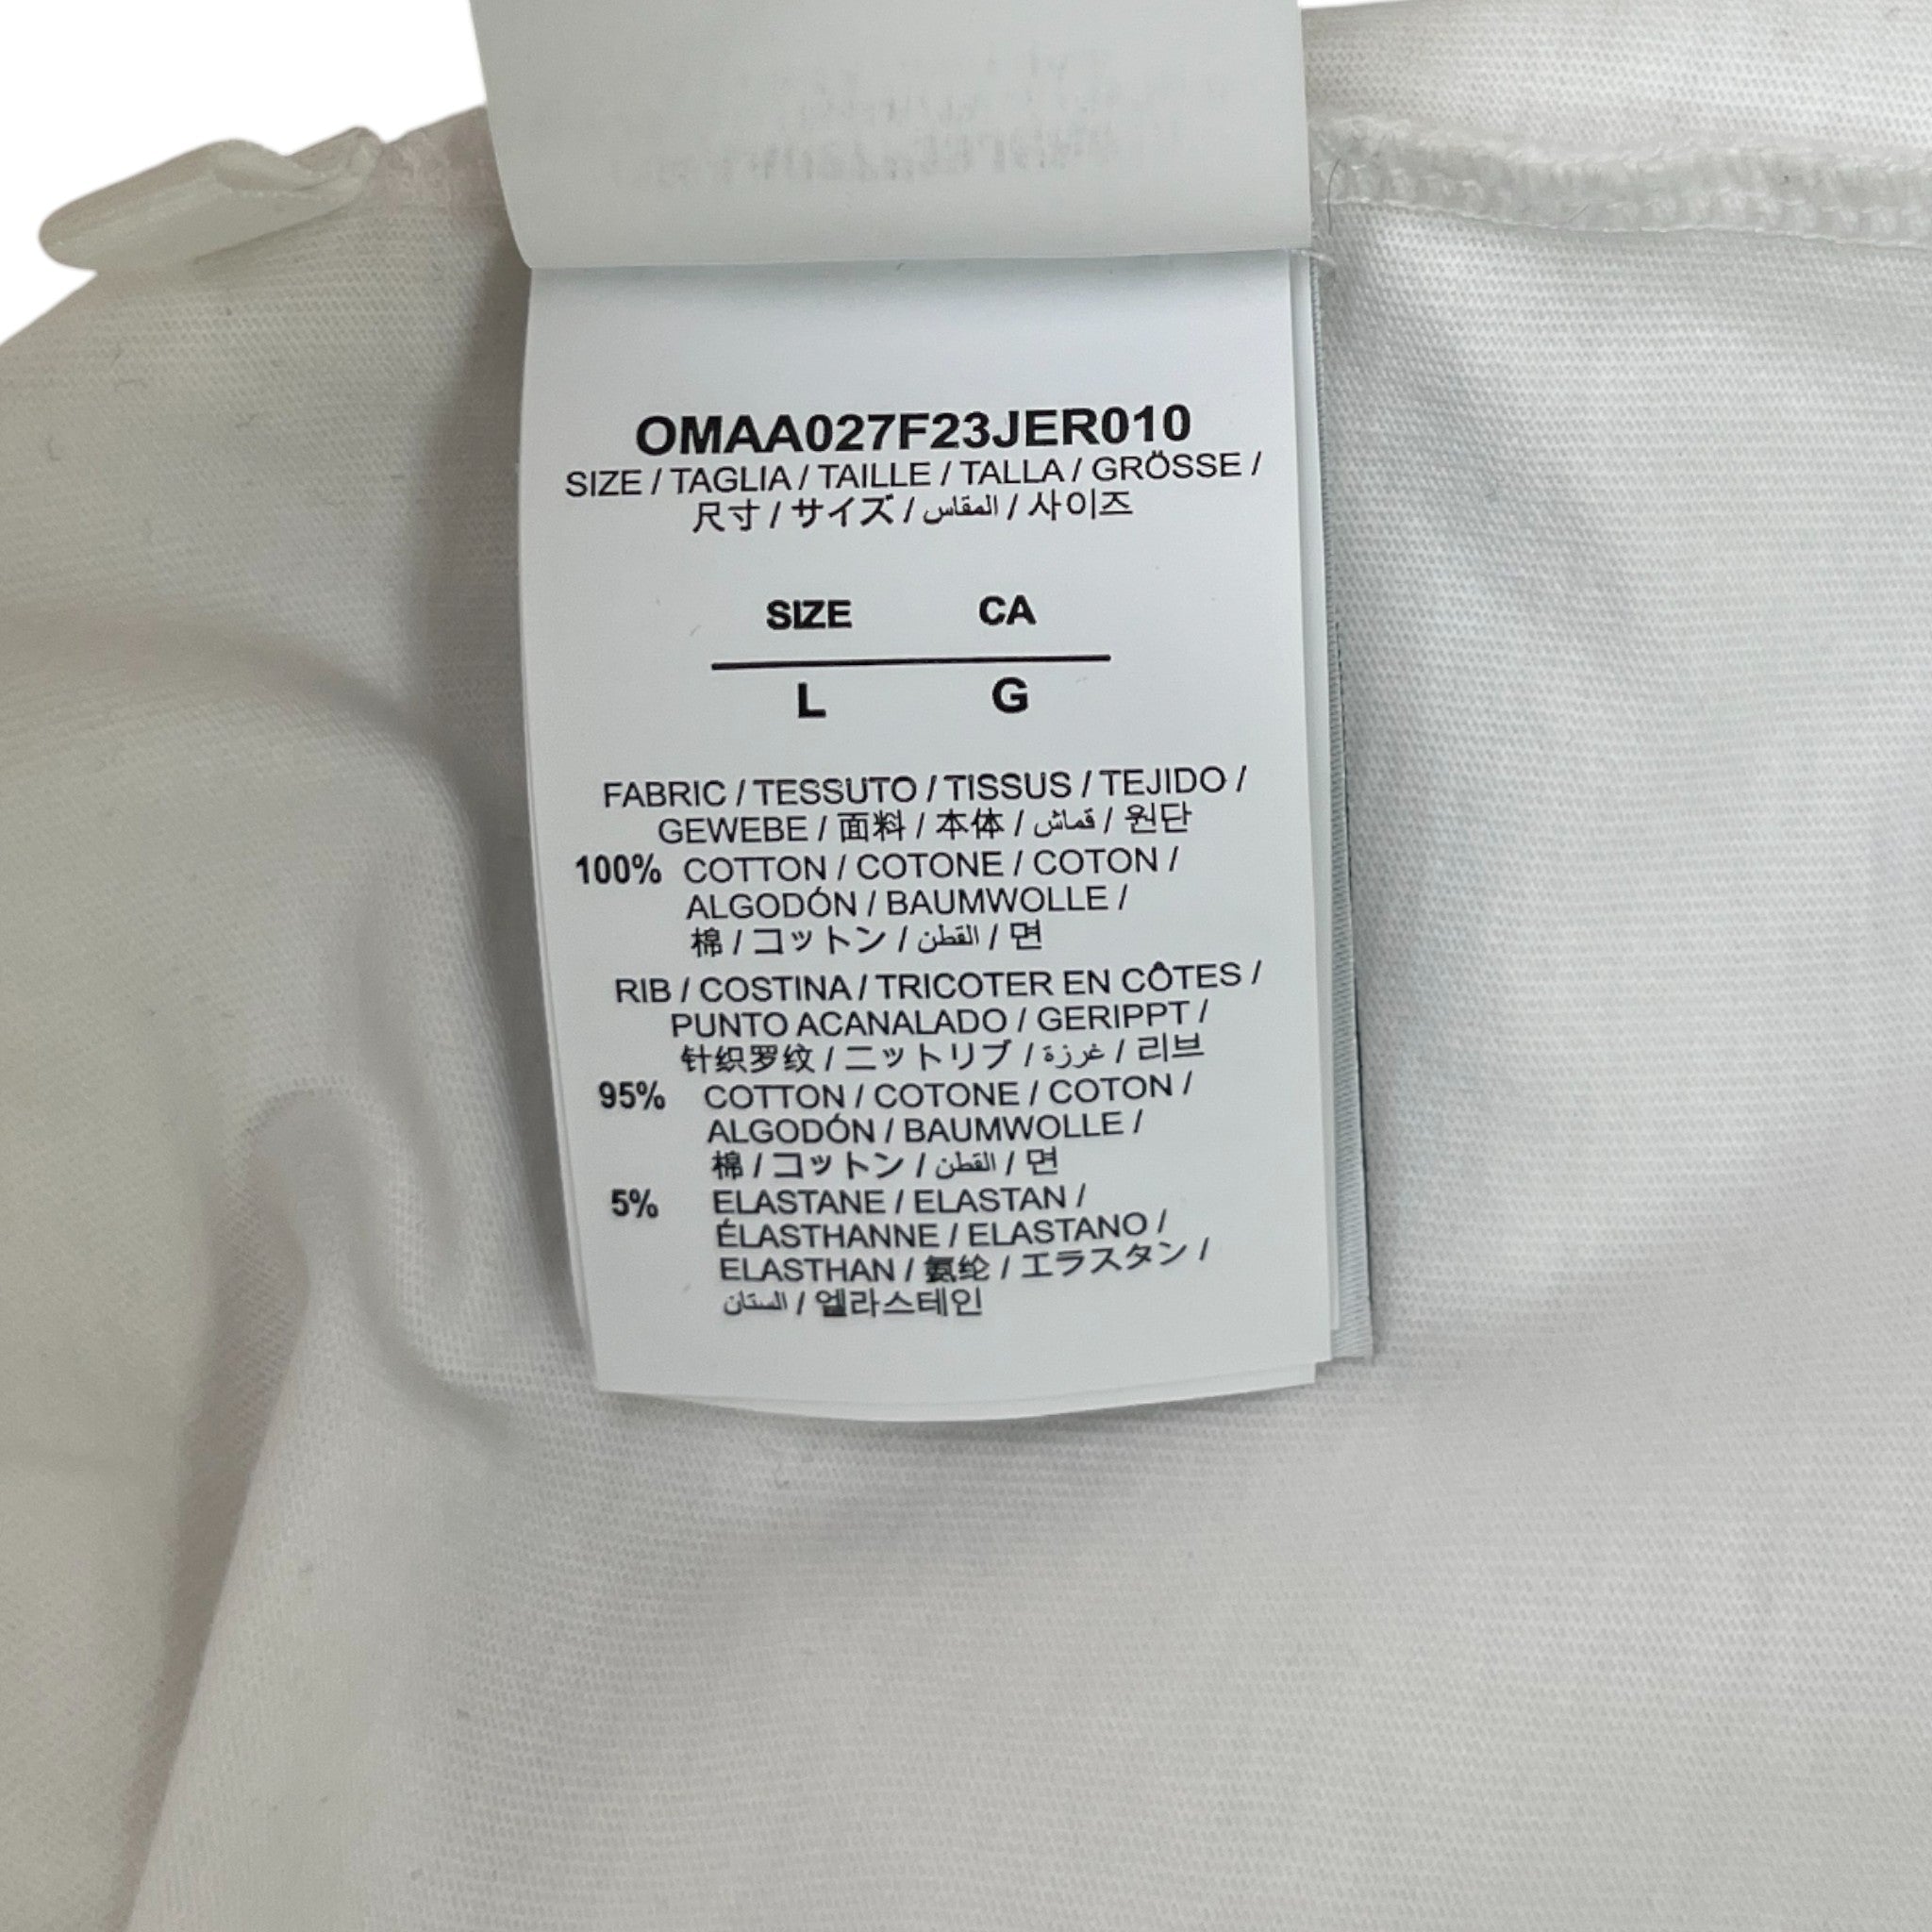 OMAA027F23JER010
SIZE / TAGLIA / TAILLE / TALLA / GRÖSSE /
尺寸 / サイズ / المقاس / 사이즈
SIZE CA
L G
FABRIC / TESSUTO / TISSUS / TEJIDO /
GEWEBE / 面料 / 本体 / قماش / 원단
100% COTTON / COTONE / COTON /
ALGODÓN / BAUMWOLLE /
棉 / コットン / القطن / 면
RIB / COSTINA / TRICOTER EN CÔTES /
PUNTO ACANALADO / GERIPPT /
针织罗纹 / ニットリブ / غرزة / 리브
95% COTTON / COTONE / COTON /
ALGODÓN / BAUMWOLLE /
棉 / コットン / القطن / 면
5% ELASTANE / ELASTAN /
ÉLASTHANNE / ELASTANO /
ELASTHAN / 氨纶 / エラスタン /
الستان / 엘라스테인